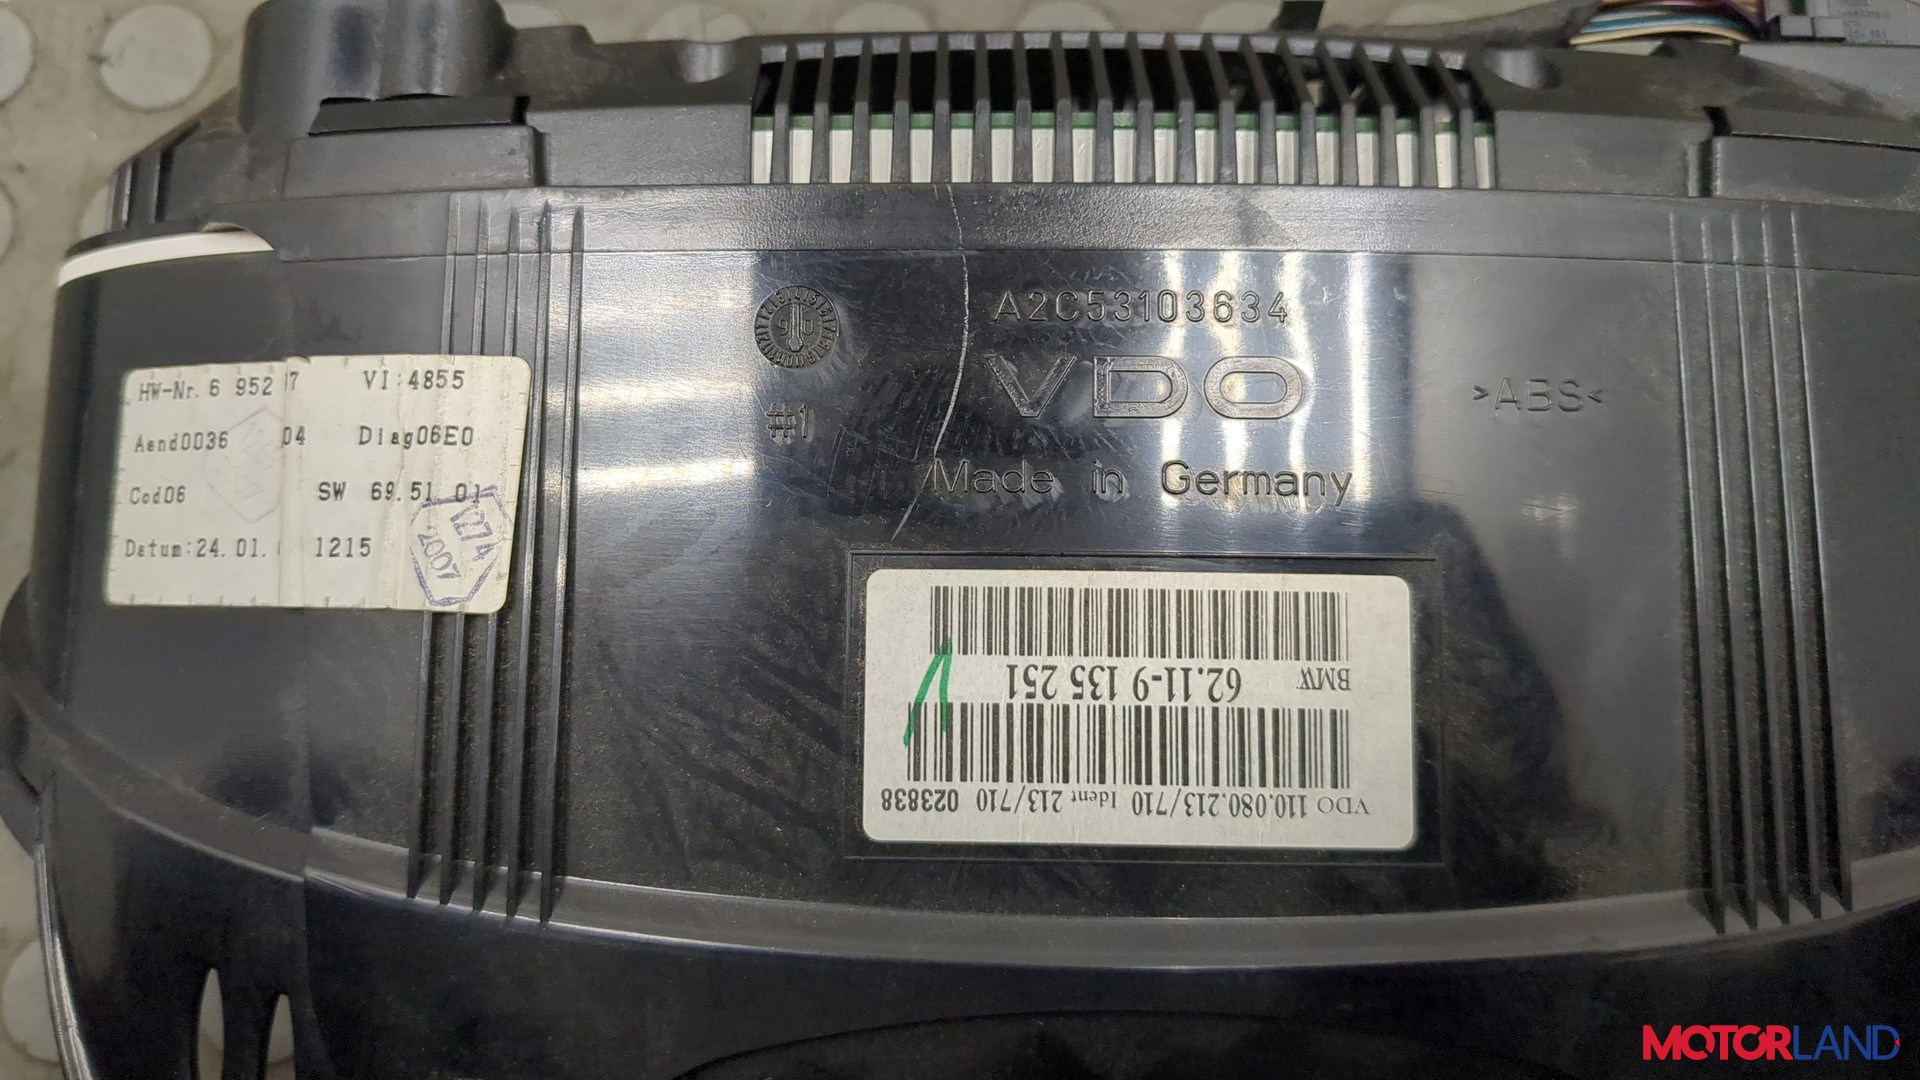 A2C53103634
VDO
#1
>ABS<
Made in Germany
HW-Nr. 6 952 7 VI:4855
Aend0036 04 Diag06E0
Cod06 SW 69.51 01
Datum:24.01. 1215
1274
2007
VDO 110.080.213/710 Ident 213/710 023838
BMW 62.11-9 135 251
MOTORLAND